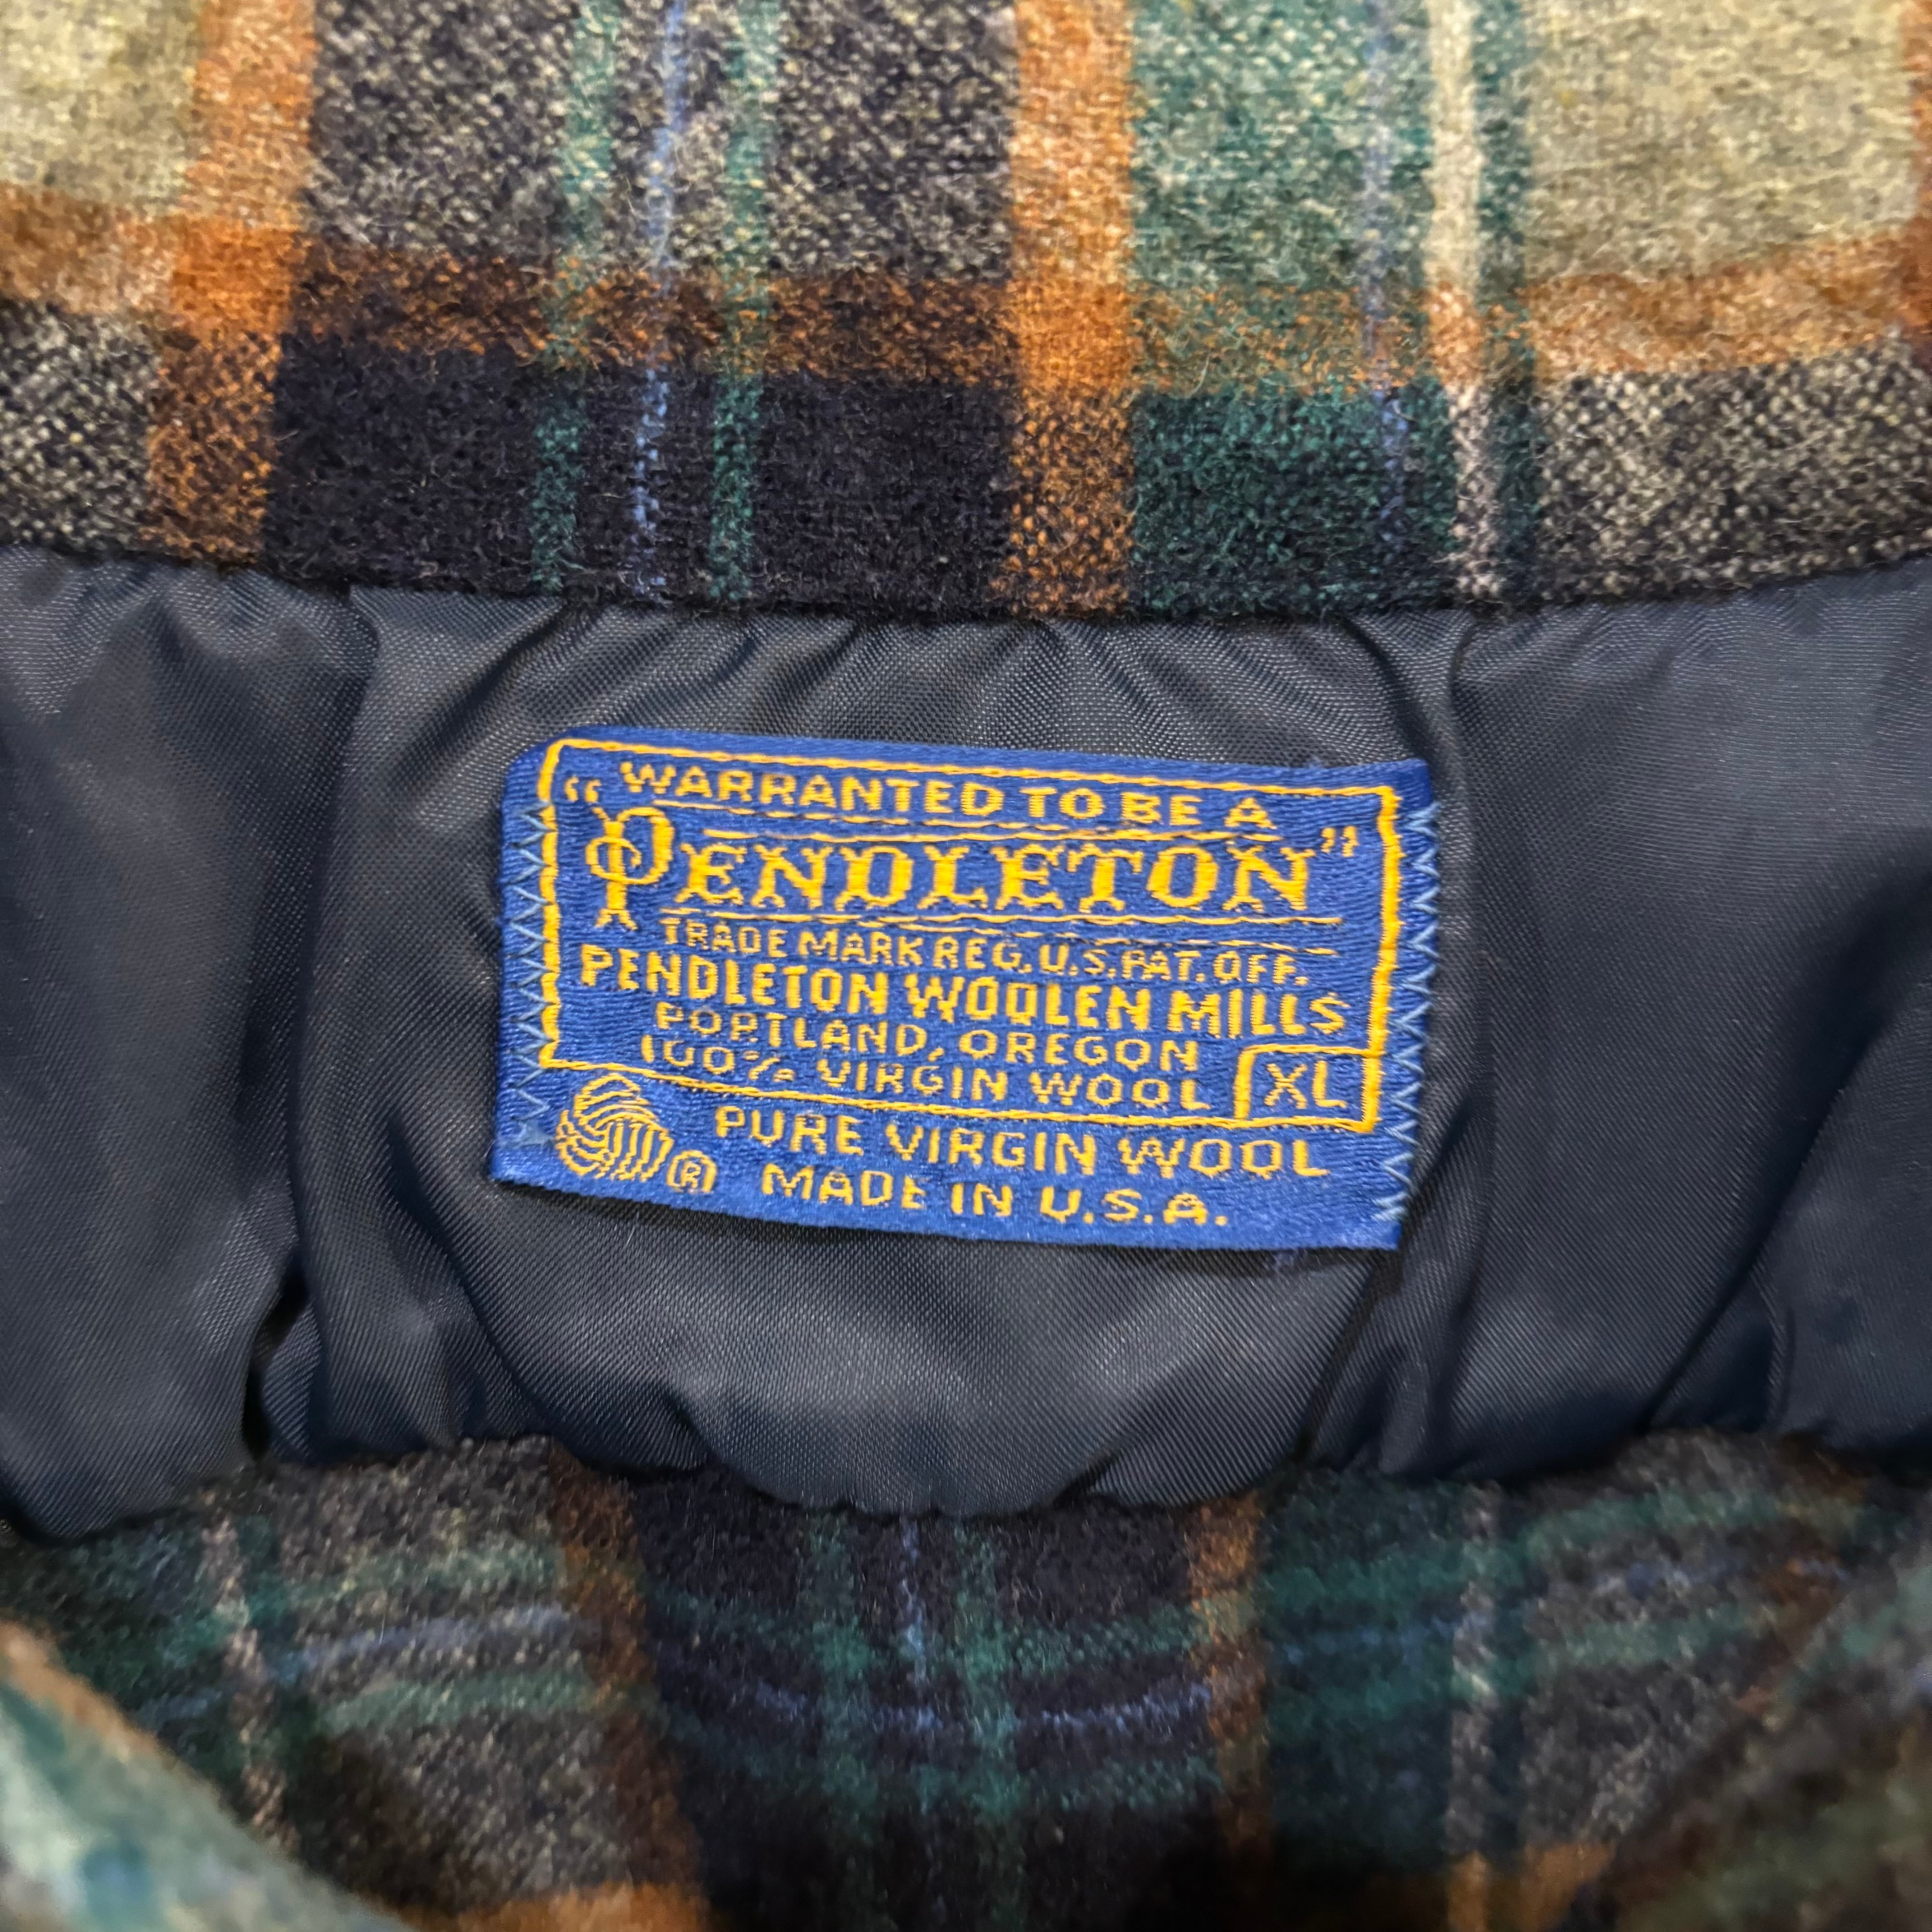 "WARRANTED TO BE A
PENDLETON"
TRADE MARK REG. U.S. PAT. OFF.
PENDLETON WOOLEN MILLS
PORTLAND, OREGON
100% VIRGIN WOOL XL
PURE VIRGIN WOOL
® MADE IN U.S.A.